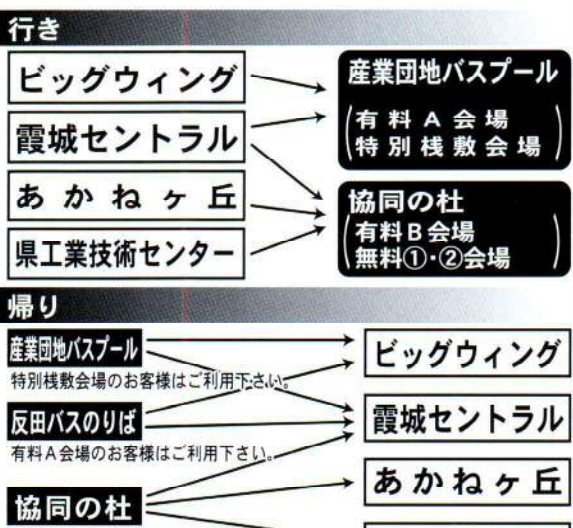 行き
ビッグウィング
霞城セントラル
あかねヶ丘
県工業技術センター
産業団地バスプール
(有料A会場
特別桟敷会場)
協同の杜
(有料B会場
無料①・②会場)
帰り
産業団地バスプール
特別桟敷会場のお客様はご利用下さい。
反田バスのりば
有料A会場のお客様はご利用下さい。
協同の杜
ビッグウィング
霞城セントラル
あかねヶ丘